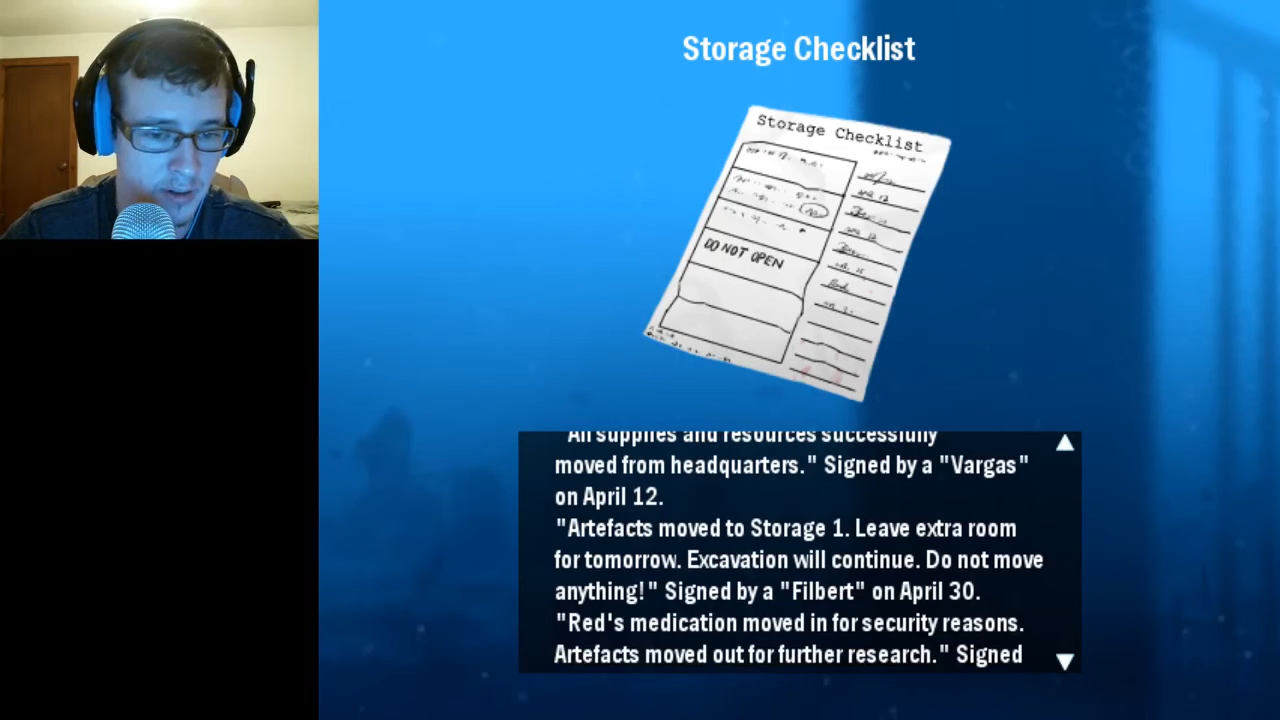 Storage Checklist
Storage Checklist
DO NOT OPEN
"All supplies and resources successfully
moved from headquarters." Signed by a "Vargas"
on April 12.
"Artefacts moved to Storage 1. Leave extra room
for tomorrow. Excavation will continue. Do not move
anything!" Signed by a "Filbert" on April 30.
"Red's medication moved in for security reasons.
Artefacts moved out for further research." Signed